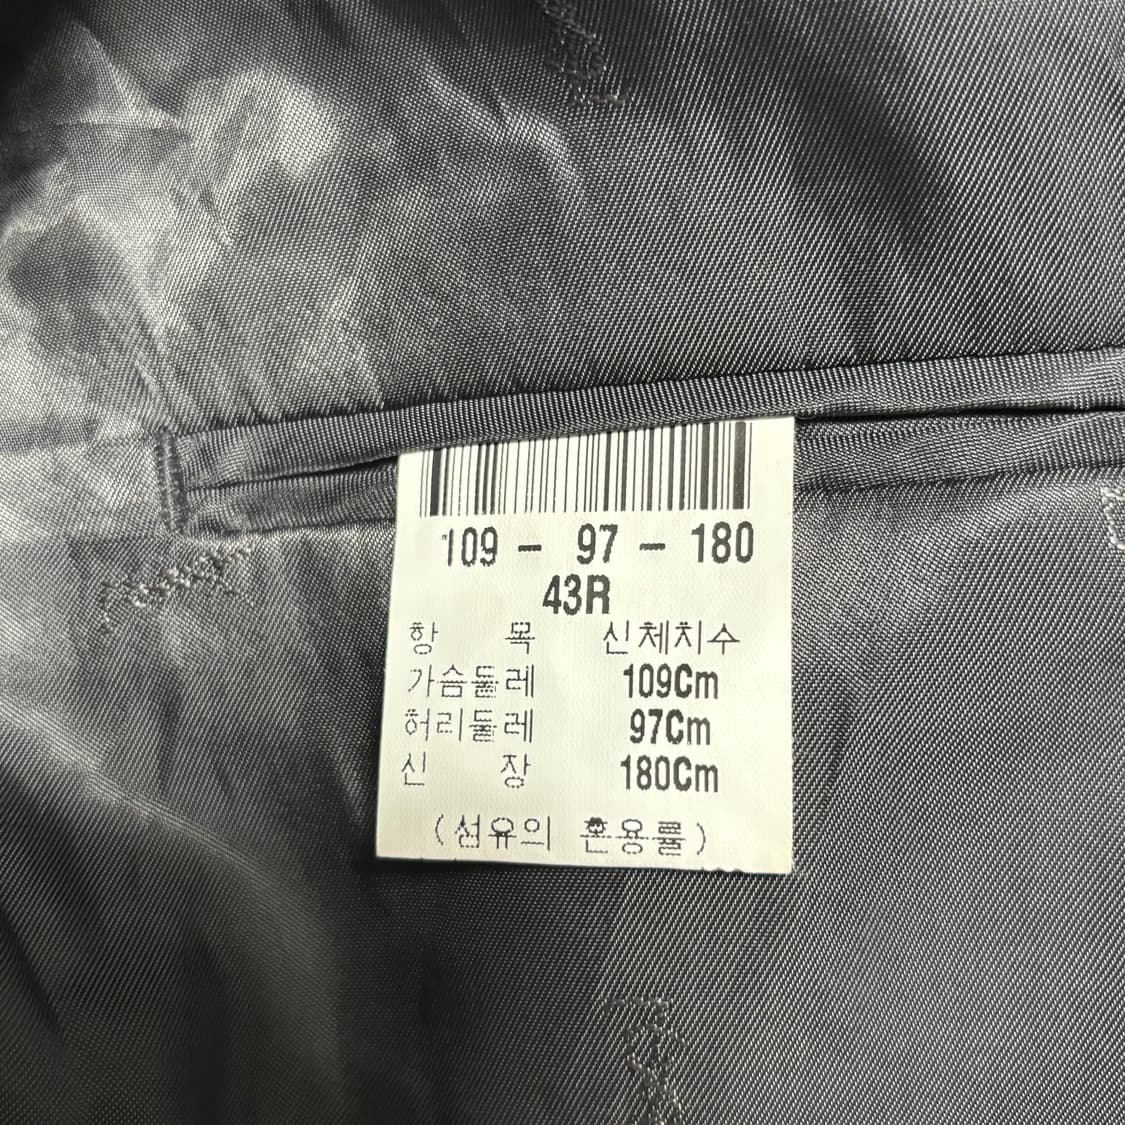 109 - 97 - 180
43R
항 목 신체치수
가슴둘레 109Cm
허리둘레 97Cm
신 장 180Cm
(섬유의 혼용률)